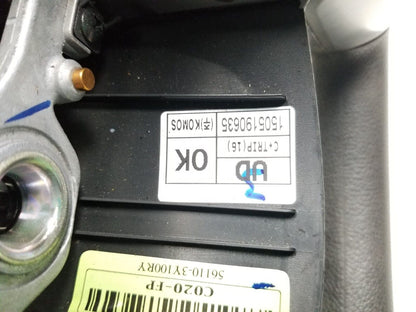 UD
C+TRIP(16)
OK
1505190635
(주)KOMOS
C020-FP
56110-3Y100RY